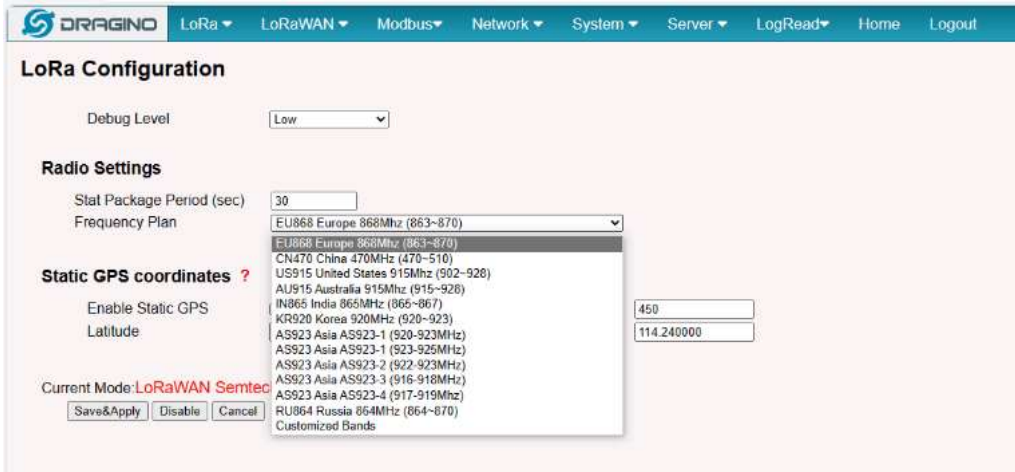 DRAGINO LoRa LoRaWAN Modbus Network System Server LogRead Home Logout
LoRa Configuration
Debug Level Low
Radio Settings
Stat Package Period (sec) 30
Frequency Plan EU868 Europe 868Mhz (863~870)
EU868 Europe 868Mhz (863~870)
CN470 China 470MHz (470~510)
US915 United States 915Mhz (902~928)
AU915 Australia 915Mhz (915~928)
Static GPS coordinates ?
IN865 India 865MHz (865~867)
Enable Static GPS 450
KR920 Korea 920MHz (920~923)
Latitude 114.240000
AS923 Asia AS923-1 (920-923MHz)
AS923 Asia AS923-1 (923-925MHz)
AS923 Asia AS923-2 (922-923MHz)
AS923 Asia AS923-3 (916-918MHz)
Current Mode:LoRaWAN Semtec
AS923 Asia AS923-4 (917-919Mhz)
RU864 Russia 864MHz (864~870)
Save&Apply Disable Cancel
Customized Bands